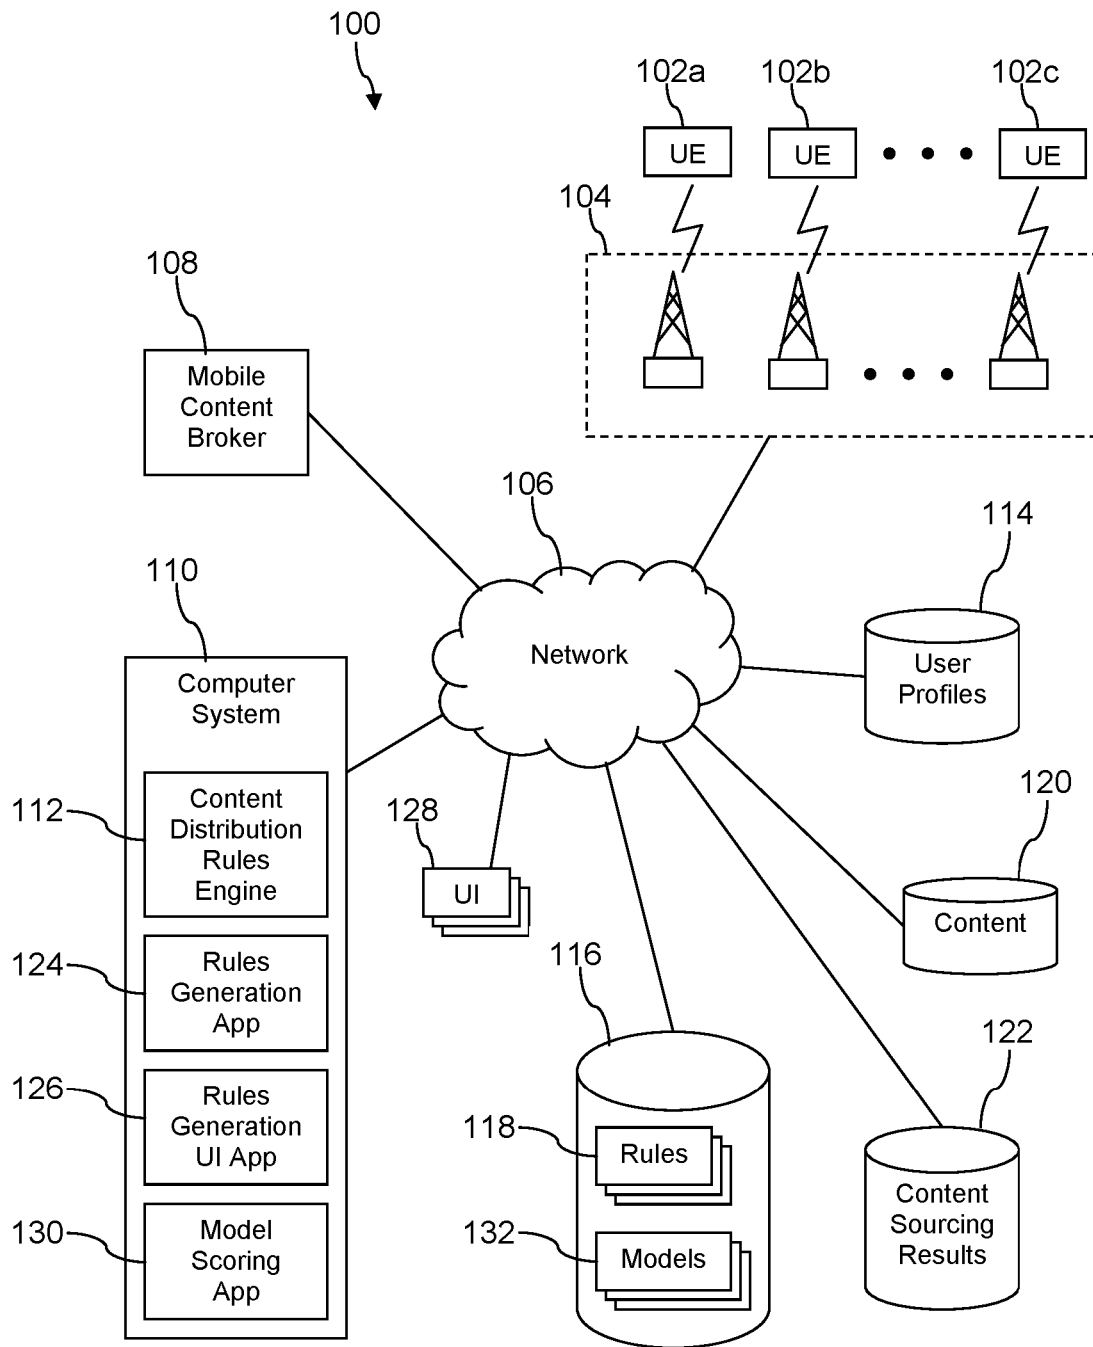 100
102a
102b
102c
UE
UE
UE
104
108
Mobile
Content
Broker
106
Network
114
User
Profiles
110
Computer
System
112
Content
Distribution
Rules
Engine
124
Rules
Generation
App
126
Rules
Generation
UI App
130
Model
Scoring
App
128
UI
120
Content
116
118
Rules
132
Models
122
Content
Sourcing
Results